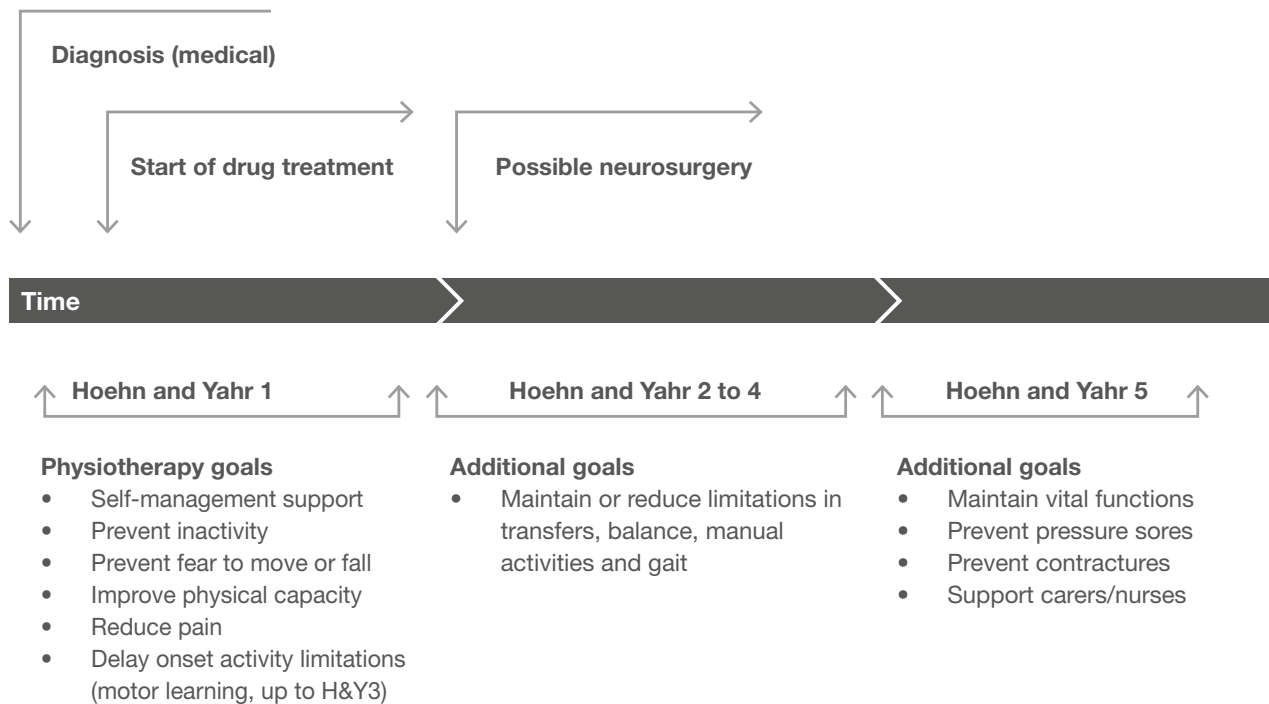 Diagnosis (medical)
Start of drug treatment
Possible neurosurgery
Time
Hoehn and Yahr 1
Hoehn and Yahr 2 to 4
Hoehn and Yahr 5
Physiotherapy goals
• Self-management support
• Prevent inactivity
• Prevent fear to move or fall
• Improve physical capacity
• Reduce pain
• Delay onset activity limitations
(motor learning, up to H&Y3)
Additional goals
• Maintain or reduce limitations in
transfers, balance, manual
activities and gait
Additional goals
• Maintain vital functions
• Prevent pressure sores
• Prevent contractures
• Support carers/nurses